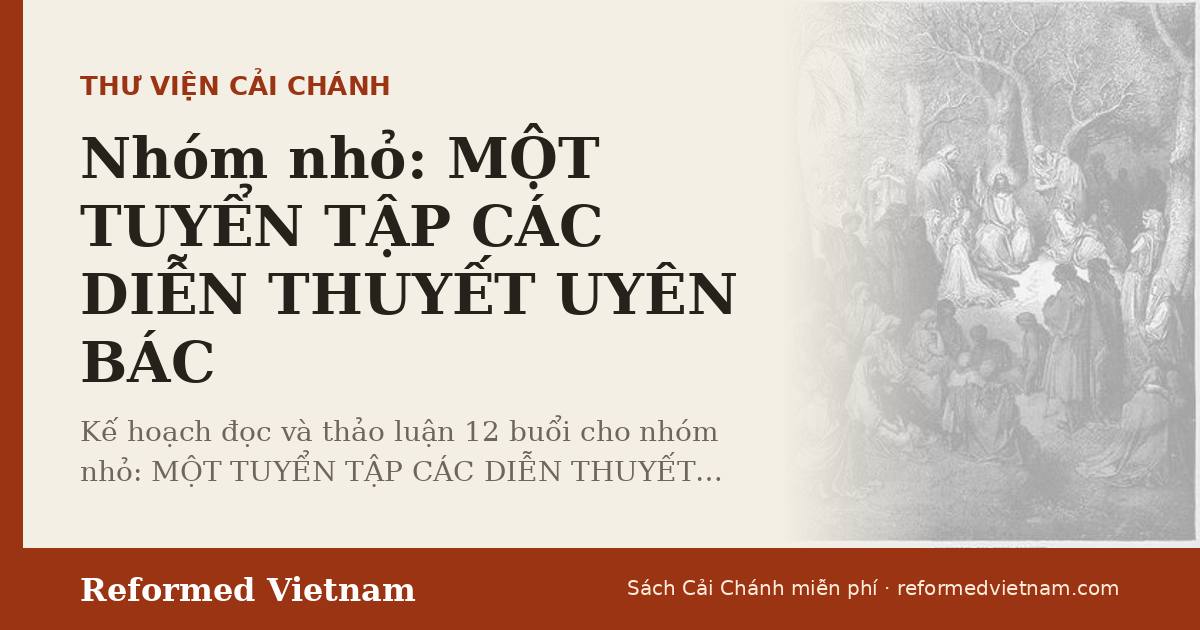 THƯ VIỆN CẢI CHÁNH
Nhóm nhỏ: MỘT
TUYỂN TẬP CÁC
DIỄN THUYẾT UYÊN
BÁC
Kế hoạch đọc và thảo luận 12 buổi cho nhóm
nhỏ: MỘT TUYỂN TẬP CÁC DIỄN THUYẾT...
Reformed Vietnam
Sách Cải Chánh miễn phí · reformedvietnam.com